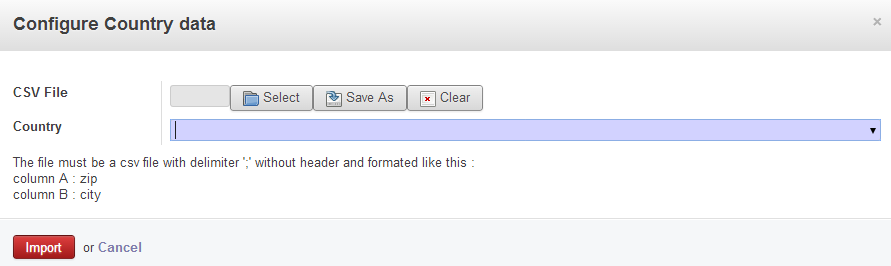 Configure Country data ×
CSV File Select Save As Clear
Country
The file must be a csv file with delimiter ';' without header and formated like this :
column A : zip
column B : city
Import or Cancel